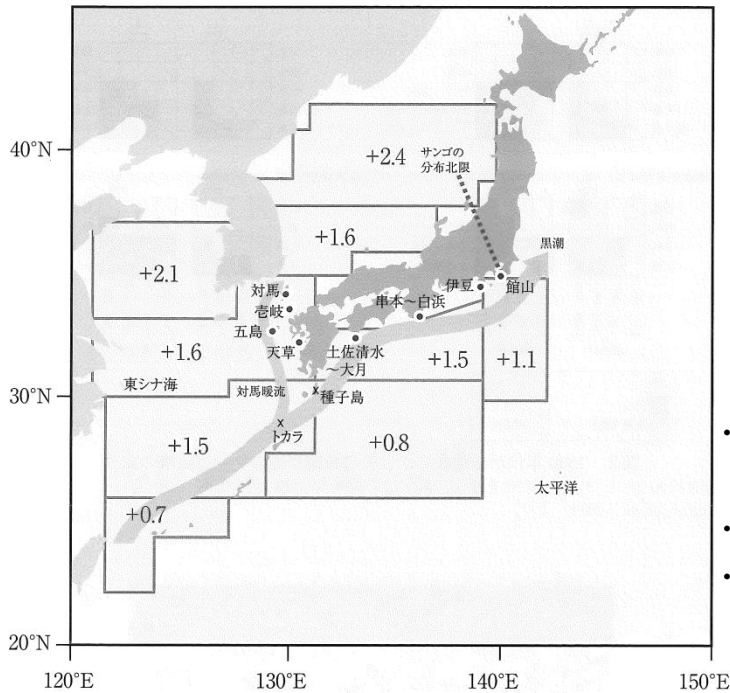 40°N
30°N
20°N
120°E
130°E
140°E
150°E
+2.4
サンゴの
分布北限
+1.6
黒潮
+2.1
対馬
壱岐
五島
天草
伊豆
館山
串本〜白浜
土佐清水
〜大月
+1.6
+1.5
+1.1
東シナ海
対馬暖流
種子島
トカラ
+1.5
+0.8
太平洋
+0.7